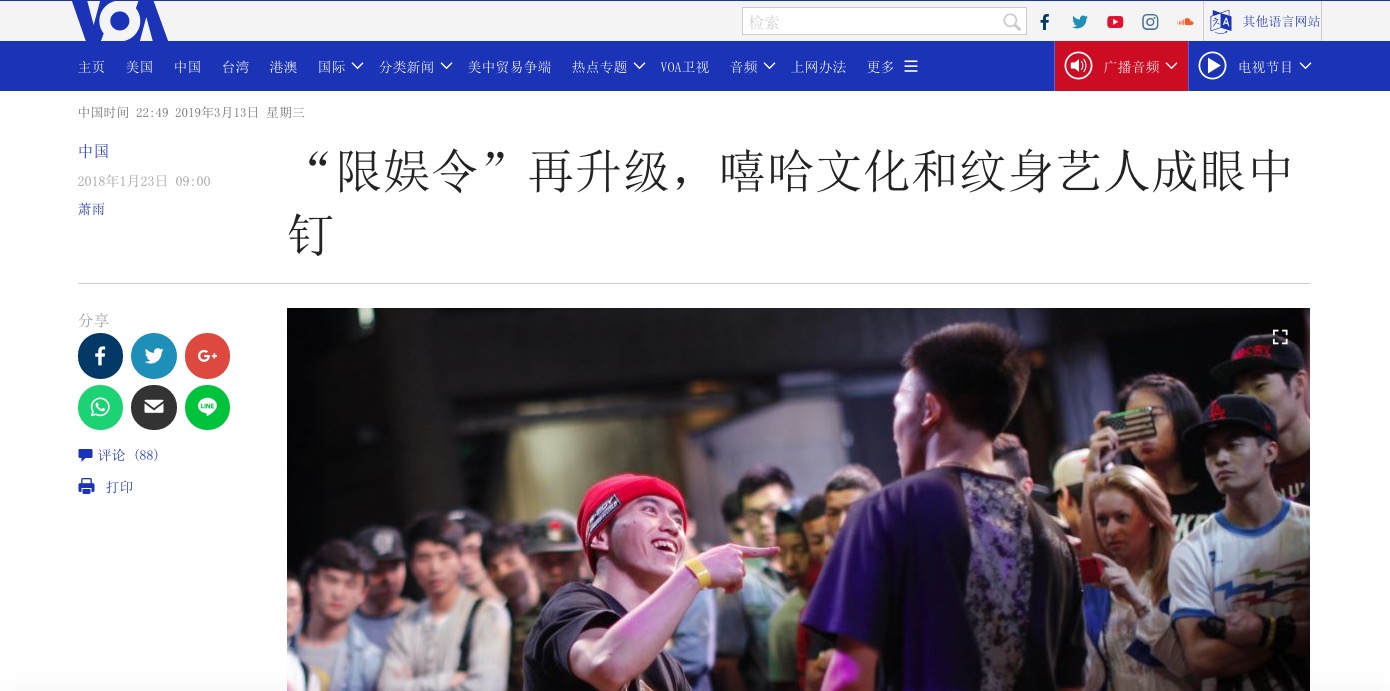 VOA
检索
其他语言网站
主页 美国 中国 台湾 港澳 国际 分类新闻 美中贸易争端 热点专题 VOA卫视 音频 上网办法 更多 广播音频 电视节目
中国时间 22:49 2019年3月13日 星期三
中国
2018年1月23日 09:00
萧雨
“限娱令”再升级，嘻哈文化和纹身艺人成眼中
钉
分享
G+
LINE
评论 (88)
打印